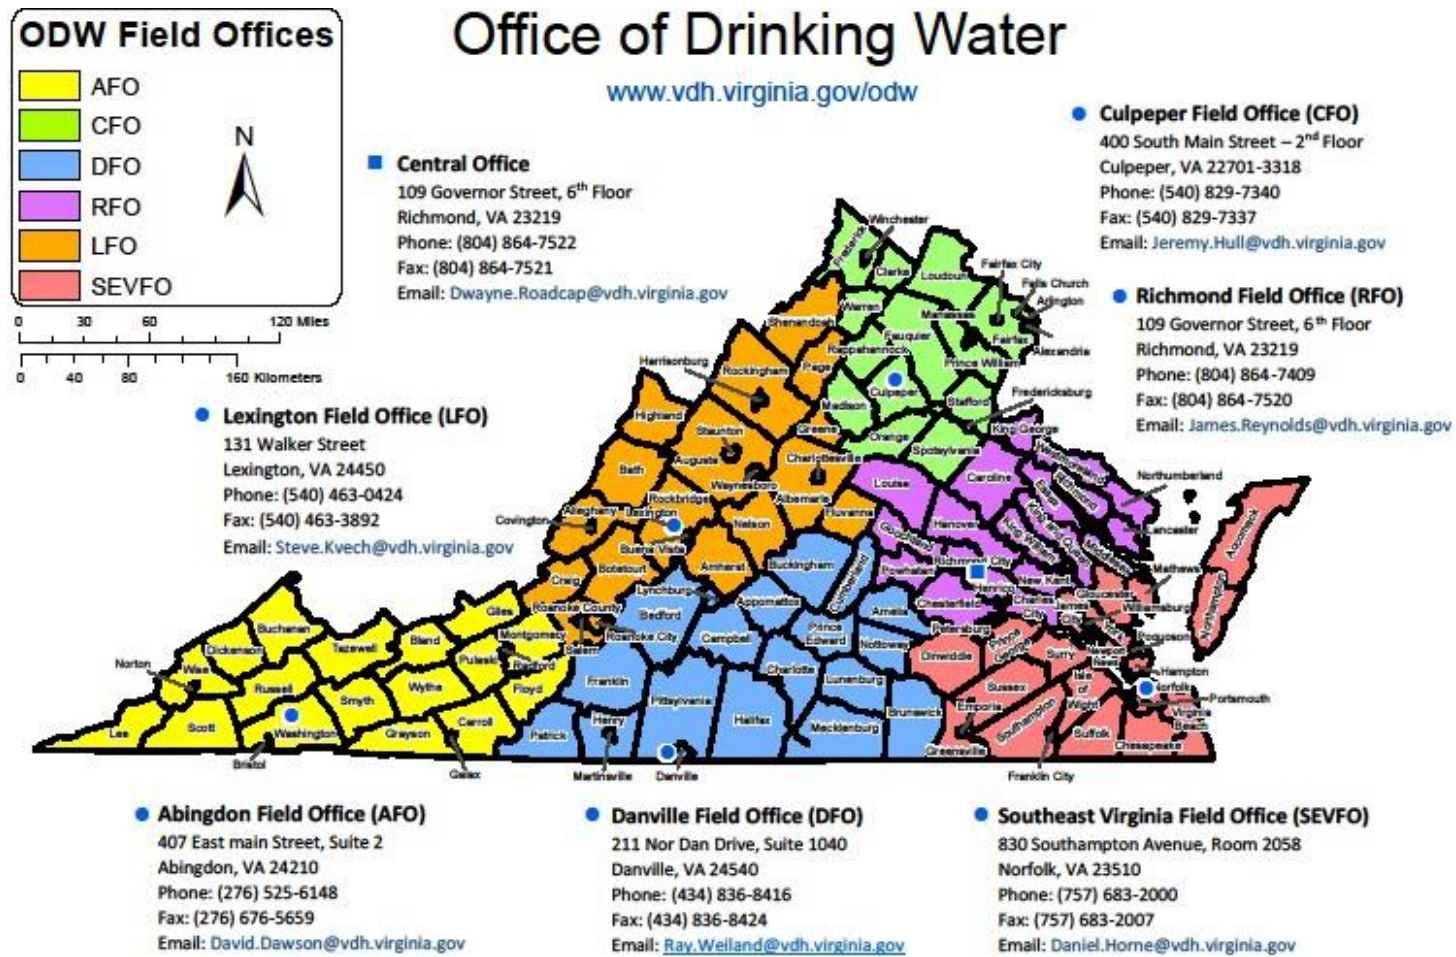 ODW Field Offices
AFO
CFO
DFO
RFO
LFO
SEVFO
N
0 30 60 120 Miles
0 40 80 160 Kilometers
Office of Drinking Water
www.vdh.virginia.gov/odw
Central Office
109 Governor Street, 6th Floor
Richmond, VA 23219
Phone: (804) 864-7522
Fax: (804) 864-7521
Email: Dwayne.Roadcap@vdh.virginia.gov
Culpeper Field Office (CFO)
400 South Main Street – 2nd Floor
Culpeper, VA 22701-3318
Phone: (540) 829-7340
Fax: (540) 829-7337
Email: Jeremy.Hull@vdh.virginia.gov
Richmond Field Office (RFO)
109 Governor Street, 6th Floor
Richmond, VA 23219
Phone: (804) 864-7409
Fax: (804) 864-7520
Email: James.Reynolds@vdh.virginia.gov
Lexington Field Office (LFO)
131 Walker Street
Lexington, VA 24450
Phone: (540) 463-0424
Fax: (540) 463-3892
Email: Steve.Kvech@vdh.virginia.gov
Winchester
Frederick
Clarke
Loudoun
Fairfax City
Falls Church
Arlington
Warren
Manassas
Fairfax
Alexandria
Shenandoah
Fauquier
Rappahannock
Prince William
Harrisonburg
Rockingham
Page
Culpeper
Madison
Stafford
Fredericksburg
Highland
Greene
Orange
Spotsylvania
King George
Staunton
Augusta
Charlottesville
Westmoreland
Bath
Waynesboro
Louisa
Caroline
Richmond
Northumberland
Essex
Rockbridge
Albemarle
Alleghany
Lexington
Nelson
Fluvanna
Hanover
King and Queen
King William
Lancaster
Covington
Buena Vista
Goochland
Middlesex
Accomack
Botetourt
Amherst
Buckingham
Cumberland
Powhatan
Richmond City
Henrico
New Kent
Mathews
Craig
Lynchburg
Appomattox
Chesterfield
Charles City
James City
Gloucester
Williamsburg
Northampton
Giles
Roanoke County
Bedford
Amelia
Petersburg
Prince George
York
Poquoson
Buchanan
Bland
Montgomery
Roanoke City
Campbell
Prince Edward
Nottoway
Dinwiddie
Surry
Newport News
Dickenson
Tazewell
Pulaski
Radford
Salem
Charlotte
Hampton
Norton
Wise
Russell
Smyth
Wythe
Floyd
Franklin
Pittsylvania
Lunenburg
Sussex
Isle of Wight
Norfolk
Portsmouth
Lee
Scott
Washington
Grayson
Carroll
Patrick
Henry
Halifax
Mecklenburg
Brunswick
Emporia
Greensville
Southampton
Suffolk
Chesapeake
Virginia Beach
Bristol
Galax
Martinsville
Danville
Franklin City
Abingdon Field Office (AFO)
407 East main Street, Suite 2
Abingdon, VA 24210
Phone: (276) 525-6148
Fax: (276) 676-5659
Email: David.Dawson@vdh.virginia.gov
Danville Field Office (DFO)
211 Nor Dan Drive, Suite 1040
Danville, VA 24540
Phone: (434) 836-8416
Fax: (434) 836-8424
Email: Ray.Weiland@vdh.virginia.gov
Southeast Virginia Field Office (SEVFO)
830 Southampton Avenue, Room 2058
Norfolk, VA 23510
Phone: (757) 683-2000
Fax: (757) 683-2007
Email: Daniel.Horne@vdh.virginia.gov